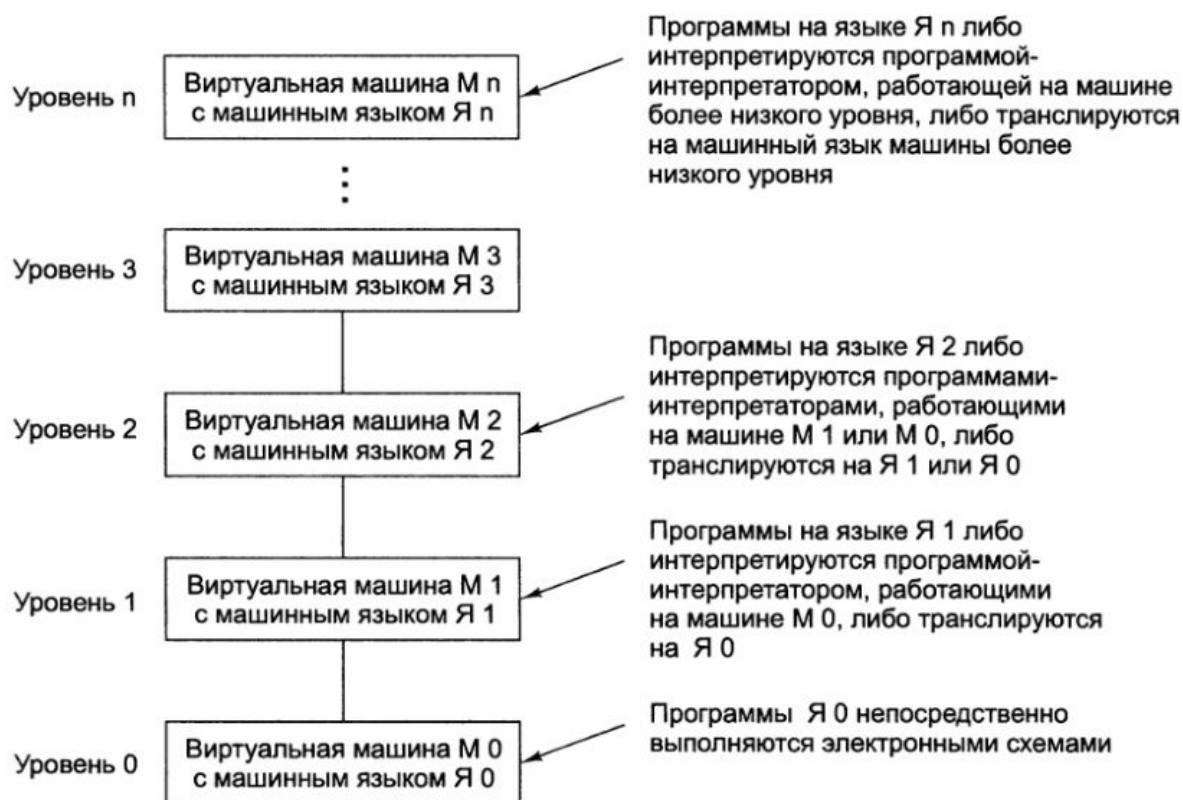 Уровень n
Виртуальная машина М n
с машинным языком Я n
Программы на языке Я n либо
интерпретируются программой-
интерпретатором, работающей на машине
более низкого уровня, либо транслируются
на машинный язык машины более
низкого уровня
Уровень 3
Виртуальная машина М 3
с машинным языком Я 3
Уровень 2
Виртуальная машина М 2
с машинным языком Я 2
Программы на языке Я 2 либо
интерпретируются программами-
интерпретаторами, работающими
на машине М 1 или М 0, либо
транслируются на Я 1 или Я 0
Уровень 1
Виртуальная машина М 1
с машинным языком Я 1
Программы на языке Я 1 либо
интерпретируются программой-
интерпретатором, работающими
на машине М 0, либо транслируются
на Я 0
Уровень 0
Виртуальная машина М 0
с машинным языком Я 0
Программы Я 0 непосредственно
выполняются электронными схемами